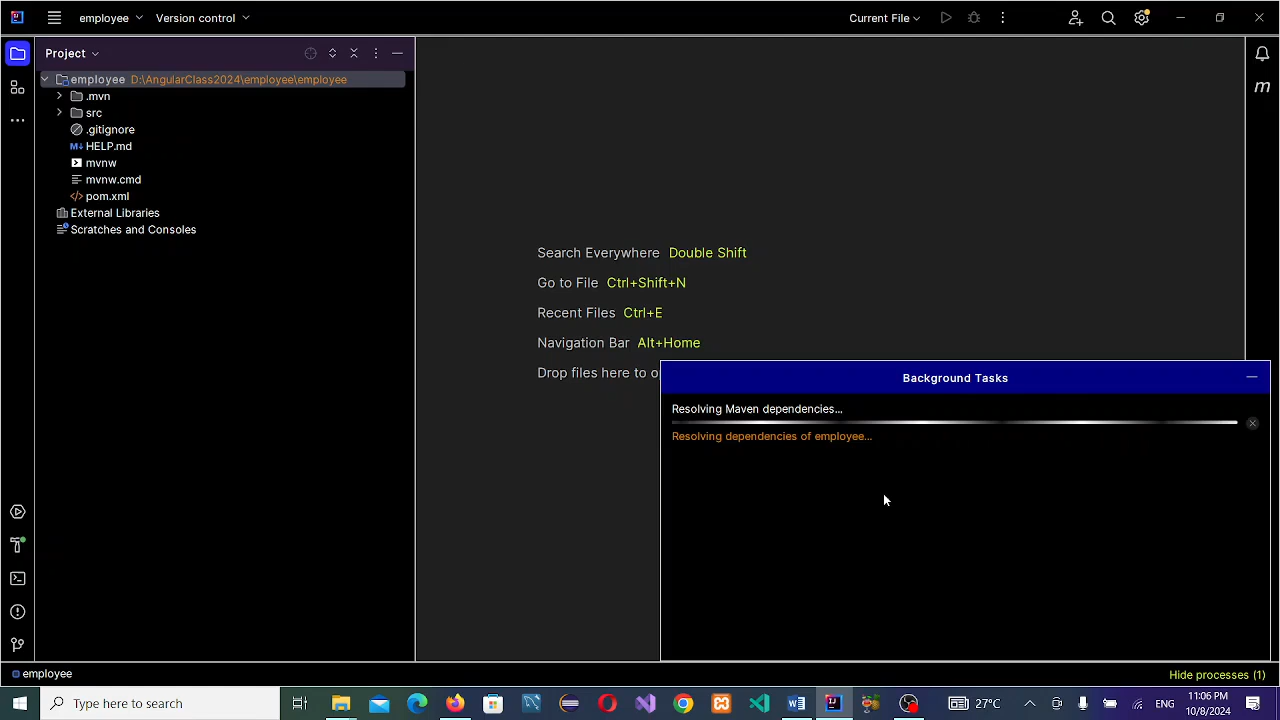 employee
Version control
Current File
Project
employee D:\AngularClass2024\employee\employee
.mvn
src
.gitignore
M↓ HELP.md
mvnw
mvnw.cmd
pom.xml
External Libraries
Scratches and Consoles
m
Search Everywhere Double Shift
Go to File Ctrl+Shift+N
Recent Files Ctrl+E
Navigation Bar Alt+Home
Drop files here to
Background Tasks
Resolving Maven dependencies...
Resolving dependencies of employee...
employee
Hide processes (1)
Type here to search
27°C
ENG
11:06 PM
10/8/2024